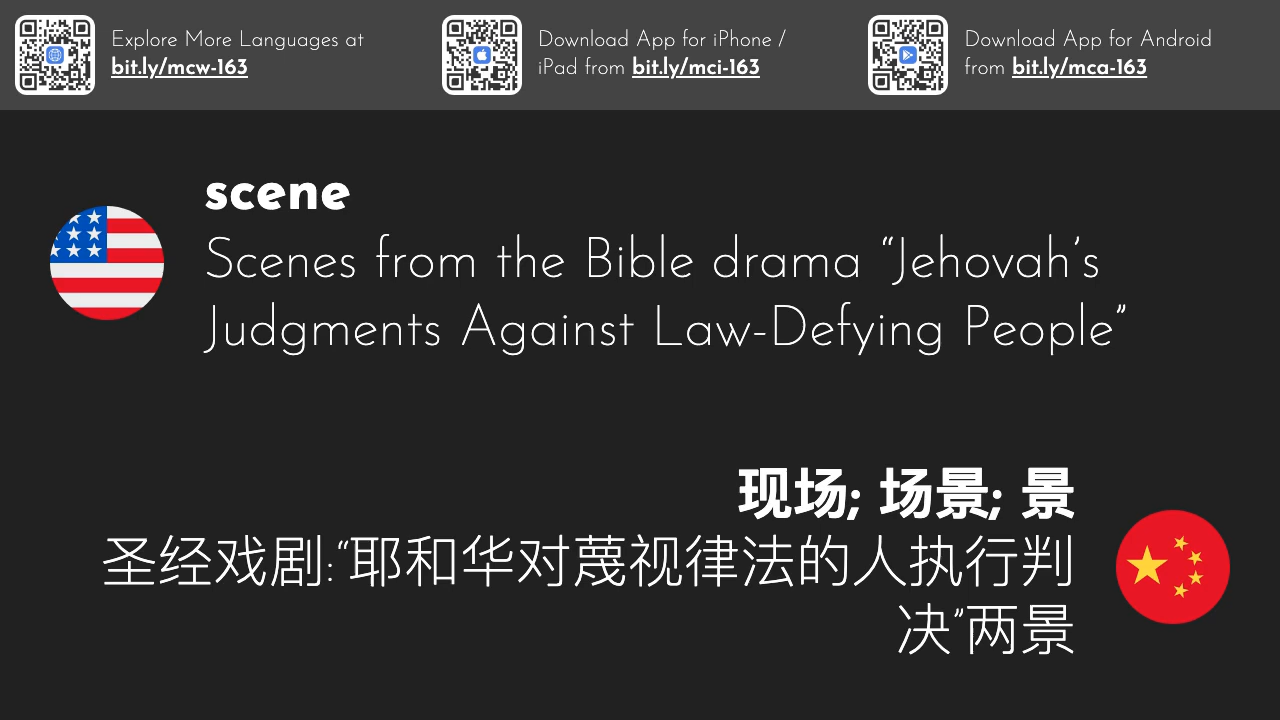 Explore More Languages at
bit.ly/mcw-163
Download App for iPhone /
iPad from bit.ly/mci-163
Download App for Android
from bit.ly/mca-163
scene
Scenes from the Bible drama “Jehovah’s
Judgments Against Law-Defying People”
现场; 场景; 景
圣经戏剧:“耶和华对蔑视律法的人执行判
决”两景